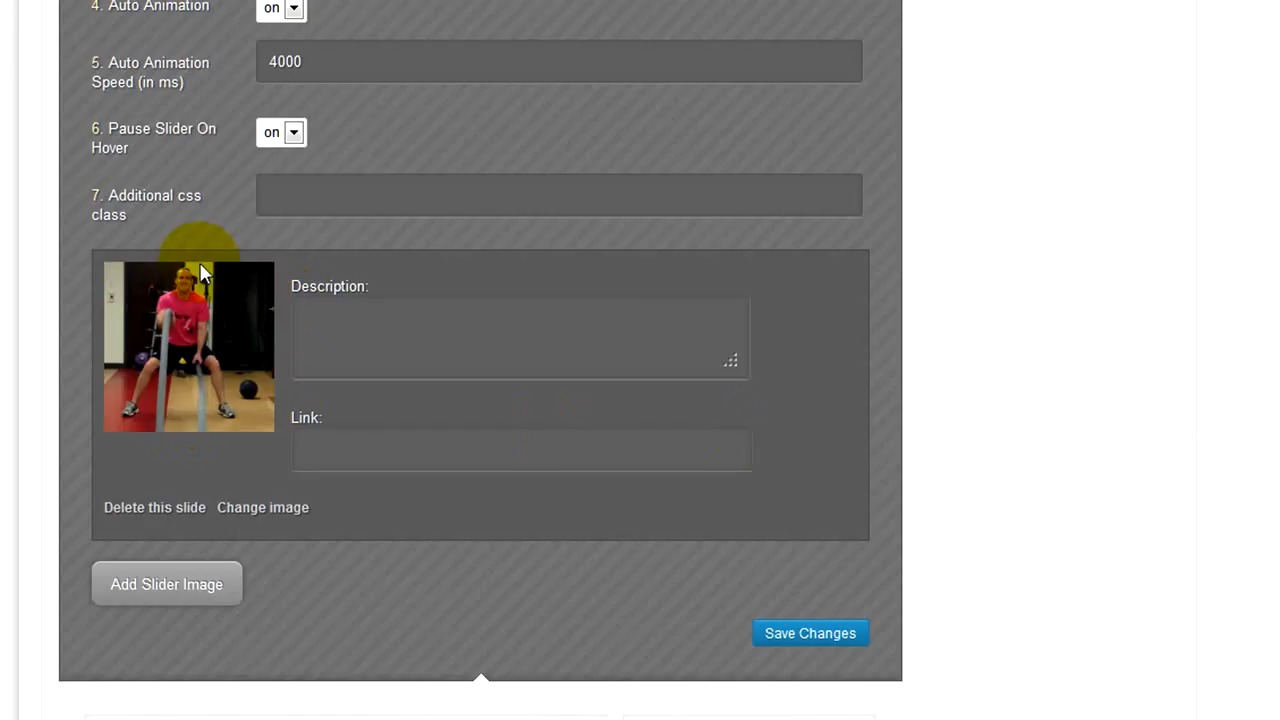 4. Auto Animation
on
5. Auto Animation
Speed (in ms)
4000
6. Pause Slider On
Hover
on
7. Additional css
class
Description:
Link:
Delete this slide Change image
Add Slider Image
Save Changes